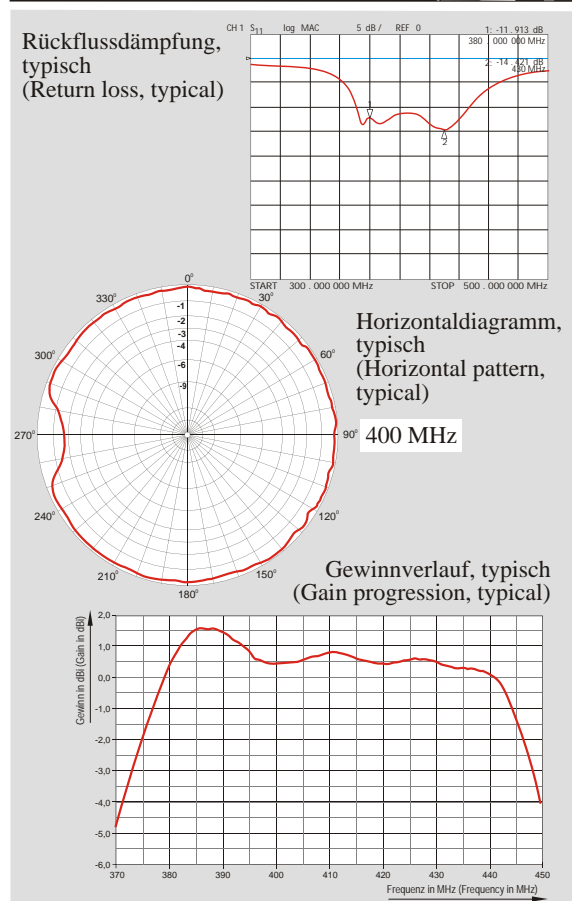 CH 1 S11 log MAC 5 dB / REF 0 1: -11 . 913 dB
380 . 000 000 MHz
2: -14 . 421 dB
430 MHz
Rückflussdämpfung,
typisch
(Return loss, typical)
1
2
START 300 . 000 000 MHz STOP 500 . 000 000 MHz
0°
330° 30°
-1
-2
-3
-4
-6
-9
300° 60°
270° 90°
240° 120°
210° 150°
180°
Horizontaldiagramm,
typisch
(Horizontal pattern,
typical)
400 MHz
Gewinnverlauf, typisch
(Gain progression, typical)
Gewinn in dBi (Gain in dBi)
2,0
1,0
0,0
-1,0
-2,0
-3,0
-4,0
-5,0
-6,0
370 380 390 400 410 420 430 440 450
Frequenz in MHz (Frequency in MHz)